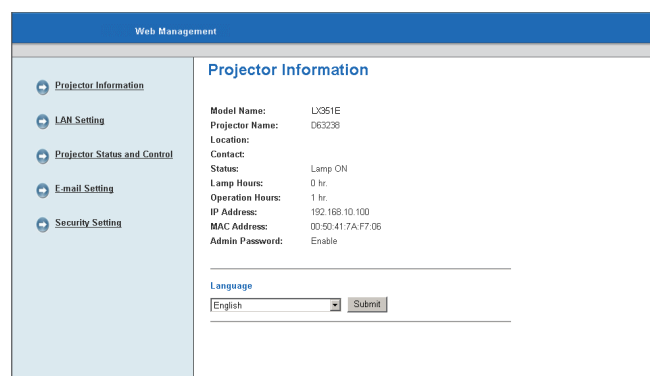 Web Management
Projector Information
LAN Setting
Projector Status and Control
E-mail Setting
Security Setting
Projector Information
Model Name: LX351E
Projector Name: D63238
Location:
Contact:
Status: Lamp ON
Lamp Hours: 0 hr.
Operation Hours: 1 hr.
IP Address: 192.168.10.100
MAC Address: 00:50:41:7A:F7:06
Admin Password: Enable
Language
English Submit